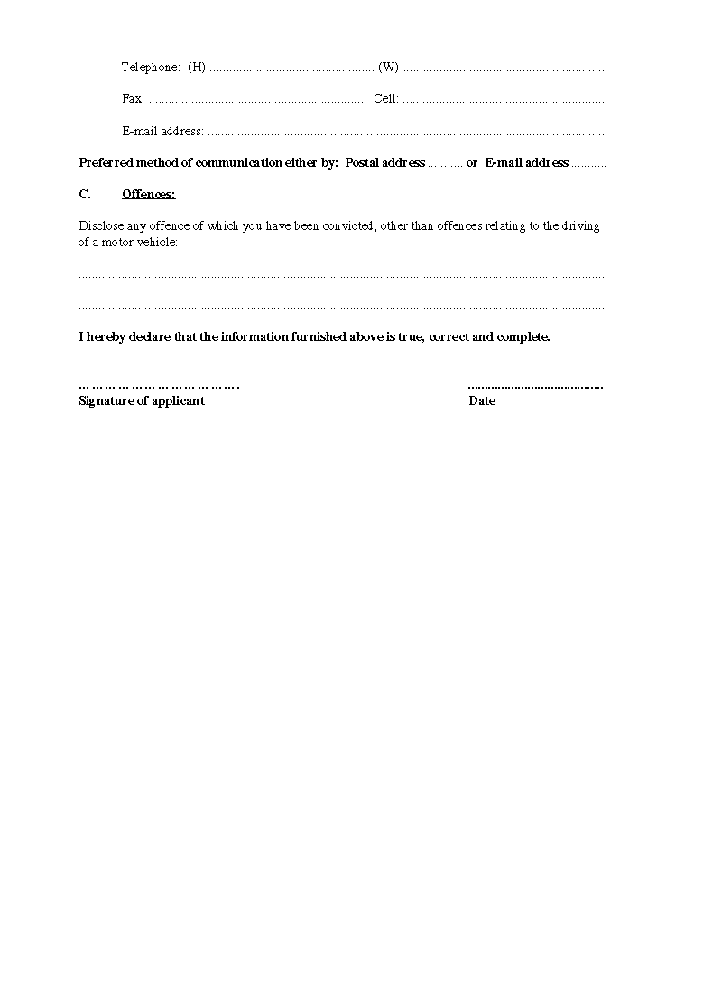 Telephone: (H) .................................................. (W) .............................................................
Fax: .................................................................. Cell: .............................................................
E-mail address: ........................................................................................................................
Preferred method of communication either by: Postal address ........... or E-mail address ...........
C. Offences:
Disclose any offence of which you have been convicted, other than offences relating to the driving
of a motor vehicle:
...............................................................................................................................................................
...............................................................................................................................................................
I hereby declare that the information furnished above is true, correct and complete.
……………………………….. .........................................
Signature of applicant Date